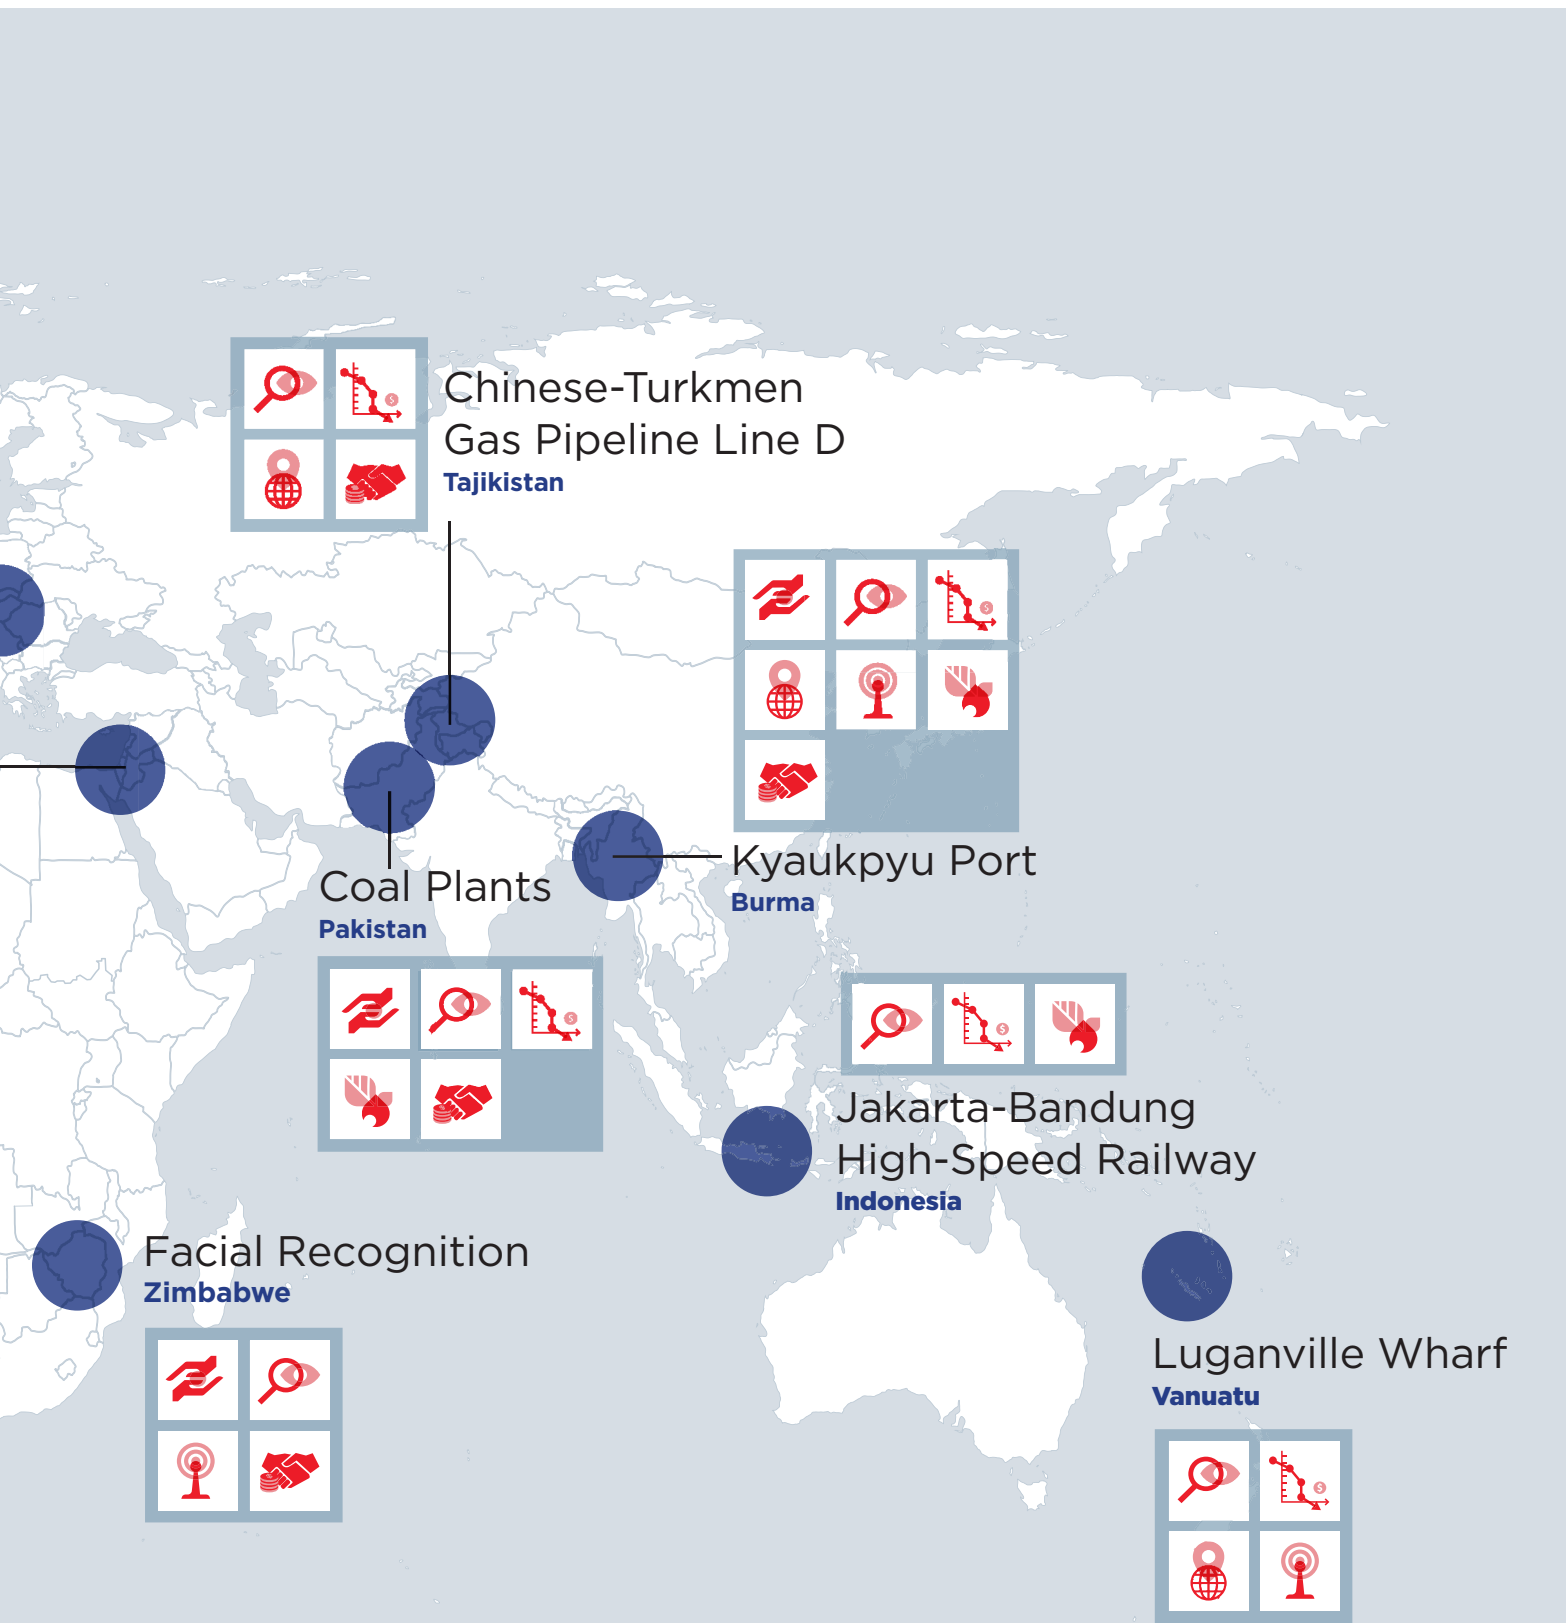 Chinese-Turkmen
Gas Pipeline Line D
Tajikistan
Kyaukpyu Port
Burma
Coal Plants
Pakistan
Jakarta-Bandung
High-Speed Railway
Indonesia
Facial Recognition
Zimbabwe
Luganville Wharf
Vanuatu